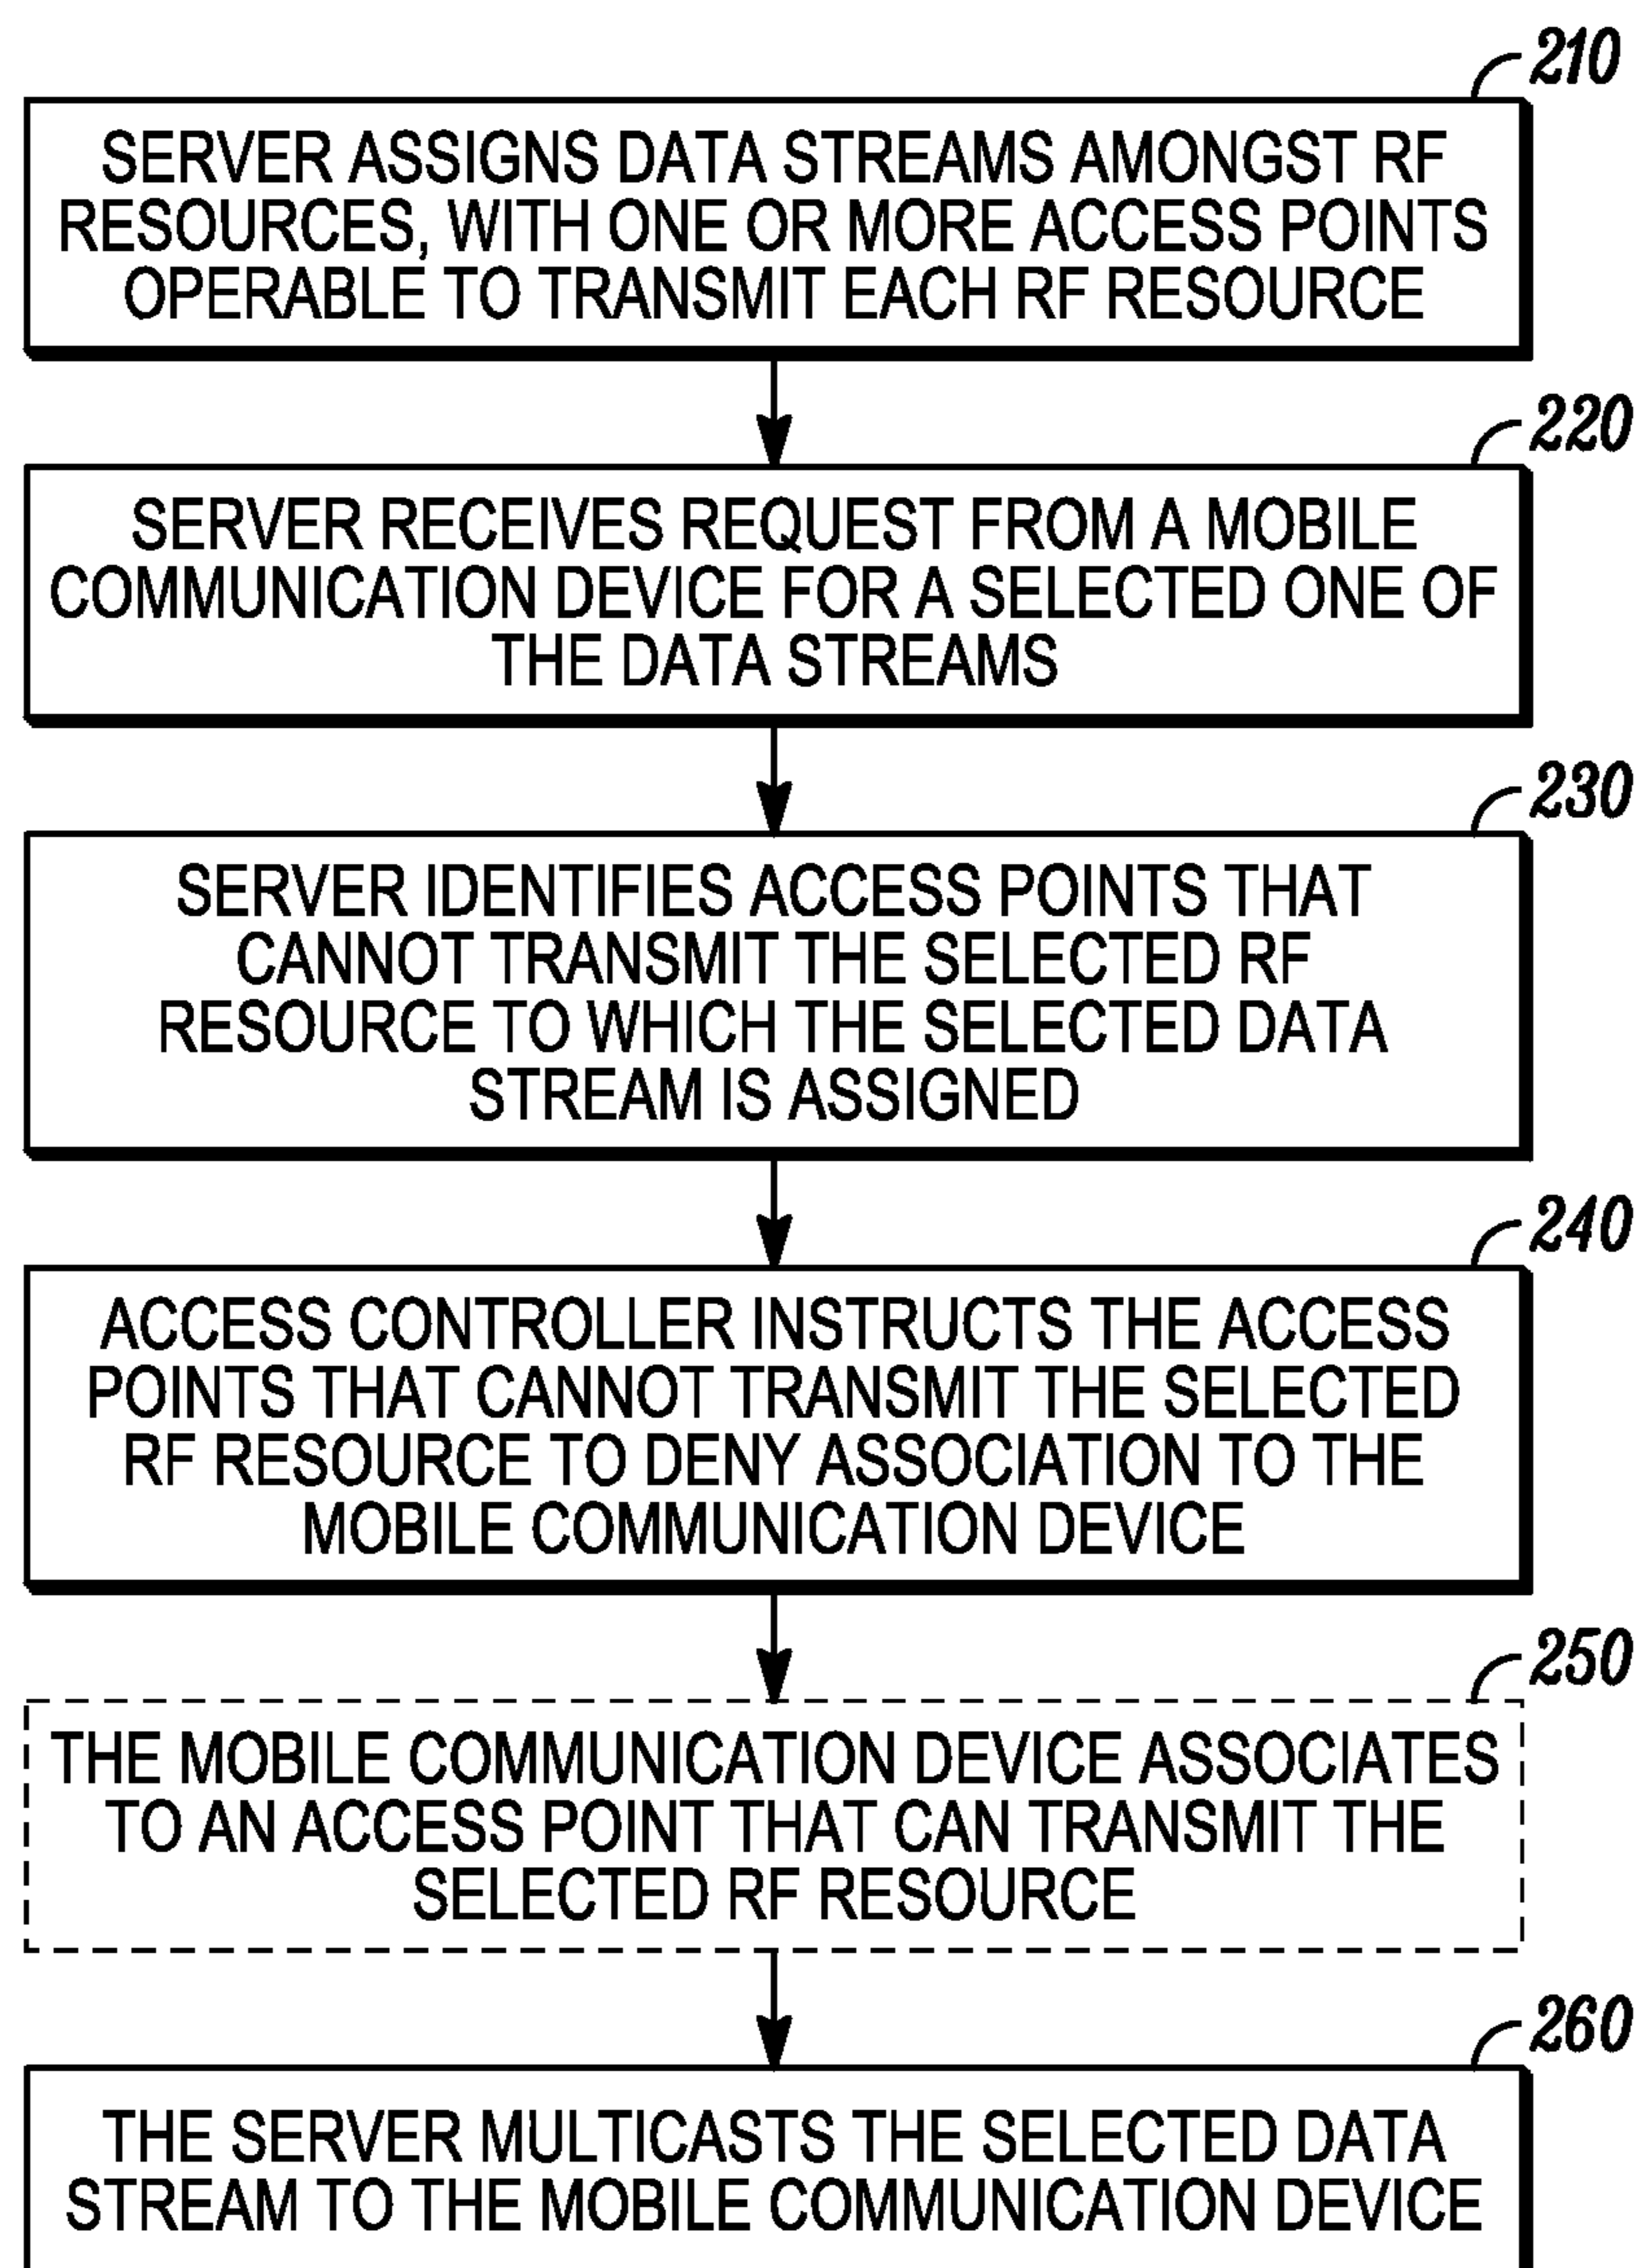 210
SERVER ASSIGNS DATA STREAMS AMONGST RF
RESOURCES, WITH ONE OR MORE ACCESS POINTS
OPERABLE TO TRANSMIT EACH RF RESOURCE
220
SERVER RECEIVES REQUEST FROM A MOBILE
COMMUNICATION DEVICE FOR A SELECTED ONE OF
THE DATA STREAMS
230
SERVER IDENTIFIES ACCESS POINTS THAT
CANNOT TRANSMIT THE SELECTED RF
RESOURCE TO WHICH THE SELECTED DATA
STREAM IS ASSIGNED
240
ACCESS CONTROLLER INSTRUCTS THE ACCESS
POINTS THAT CANNOT TRANSMIT THE SELECTED
RF RESOURCE TO DENY ASSOCIATION TO THE
MOBILE COMMUNICATION DEVICE
250
THE MOBILE COMMUNICATION DEVICE ASSOCIATES
TO AN ACCESS POINT THAT CAN TRANSMIT THE
SELECTED RF RESOURCE
260
THE SERVER MULTICASTS THE SELECTED DATA
STREAM TO THE MOBILE COMMUNICATION DEVICE